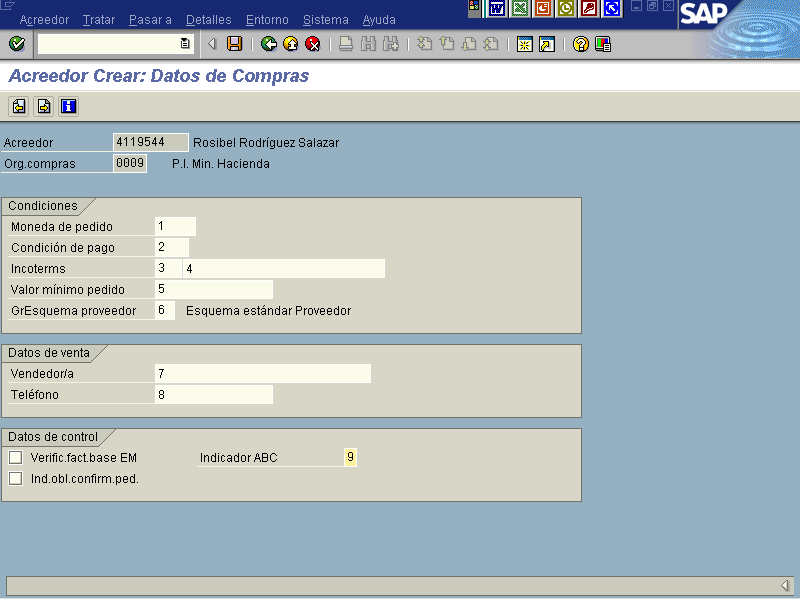 Acreedor Tratar Pasar a Detalles Entorno Sistema Ayuda
SAP
Acreedor Crear: Datos de Compras
Acreedor 4119544 Rosibel Rodríguez Salazar
Org.compras 0009 P.I. Min. Hacienda
Condiciones
Moneda de pedido 1
Condición de pago 2
Incoterms 3 4
Valor mínimo pedido 5
GrEsquema proveedor 6 Esquema estándar Proveedor
Datos de venta
Vendedor/a 7
Teléfono 8
Datos de control
Verific.fact.base EM Indicador ABC 9
Ind.obl.confirm.ped.